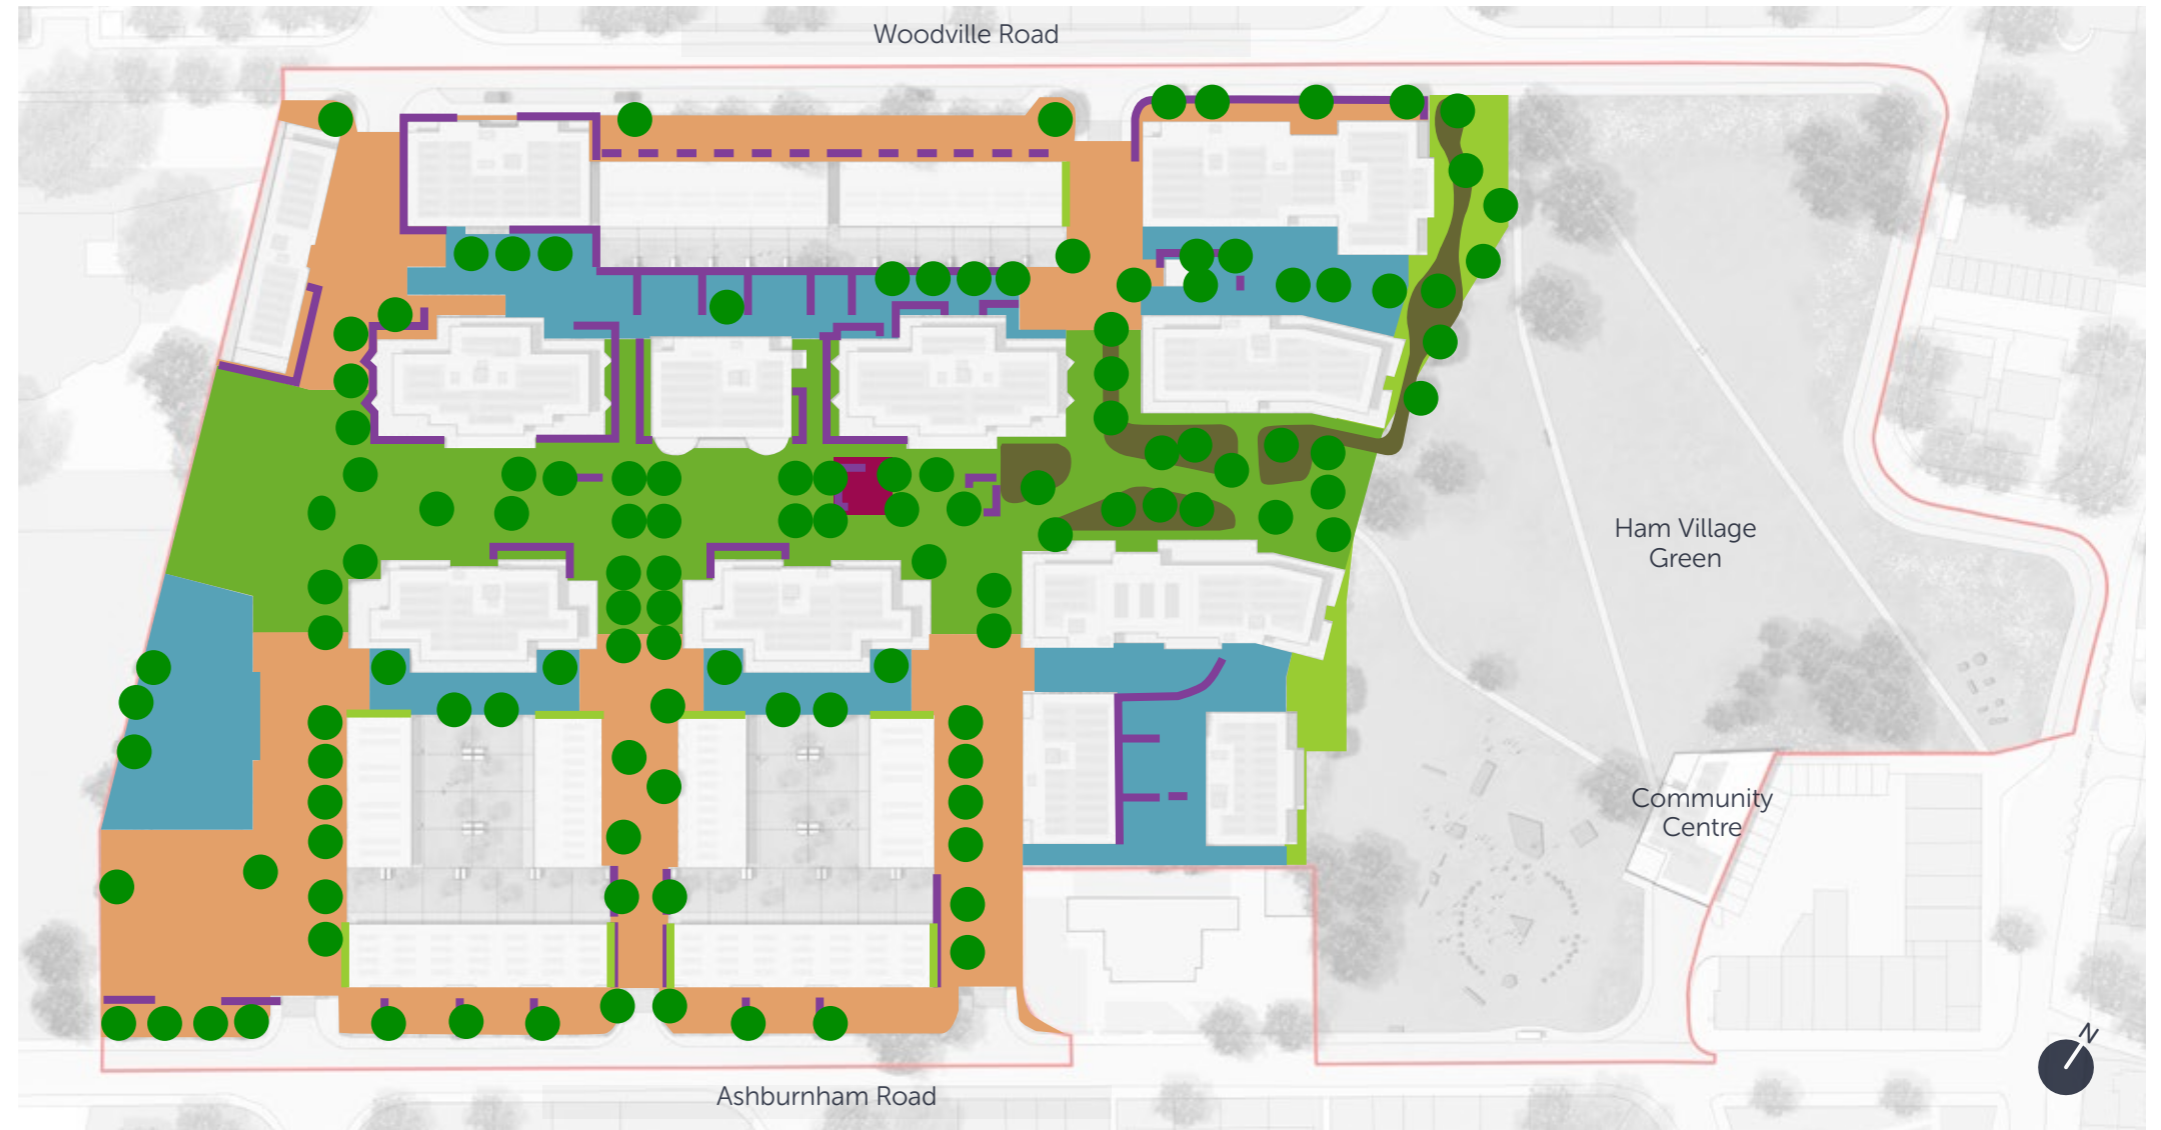 Woodville Road
Ham Village
Green
Community
Centre
N
Ashburnham Road